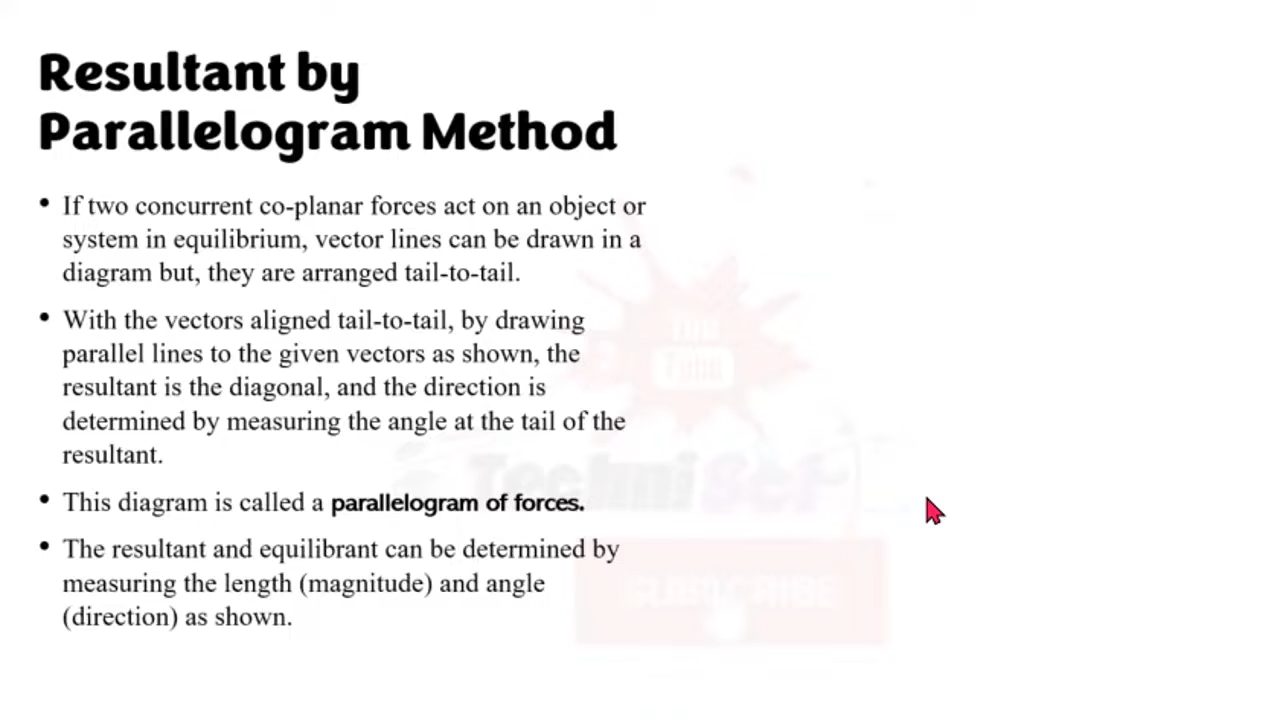 Resultant by
Parallelogram Method
• If two concurrent co-planar forces act on an object or
system in equilibrium, vector lines can be drawn in a
diagram but, they are arranged tail-to-tail.
• With the vectors aligned tail-to-tail, by drawing
parallel lines to the given vectors as shown, the
resultant is the diagonal, and the direction is
determined by measuring the angle at the tail of the
resultant.
• This diagram is called a parallelogram of forces.
• The resultant and equilibrant can be determined by
measuring the length (magnitude) and angle
(direction) as shown.
TechniSci
SUBSCRIBE